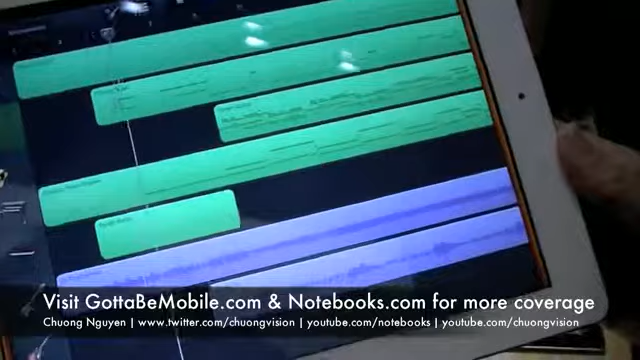 Visit GottaBeMobile.com & Notebooks.com for more coverage
Chuong Nguyen | www.twitter.com/chuongvision | youtube.com/notebooks | youtube.com/chuongvision